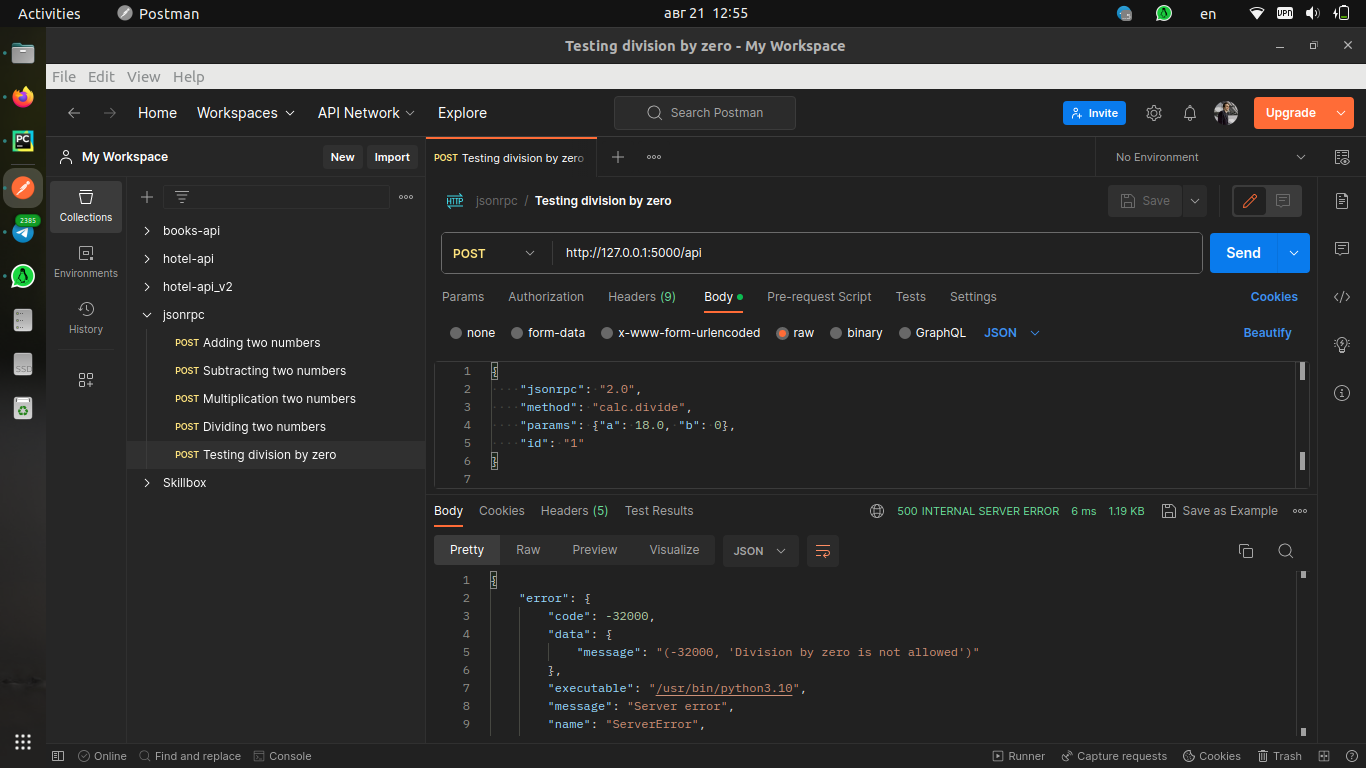 Activities Postman авг 21 12:55 en VPN
Testing division by zero - My Workspace
File Edit View Help
Home Workspaces API Network Explore Search Postman Invite Upgrade
My Workspace New Import
POST Testing division by zero
No Environment
Collections
Environments
History
books-api
hotel-api
hotel-api_v2
jsonrpc
POST Adding two numbers
POST Subtracting two numbers
POST Multiplication two numbers
POST Dividing two numbers
POST Testing division by zero
Skillbox
HTTP jsonrpc / Testing division by zero Save
POST http://127.0.0.1:5000/api Send
Params Authorization Headers (9) Body Pre-request Script Tests Settings Cookies
none form-data x-www-form-urlencoded raw binary GraphQL JSON Beautify
1 {
2 "jsonrpc": "2.0",
3 "method": "calc.divide",
4 "params": {"a": 18.0, "b": 0},
5 "id": "1"
6 }
7
Body Cookies Headers (5) Test Results 500 INTERNAL SERVER ERROR 6 ms 1.19 KB Save as Example
Pretty Raw Preview Visualize JSON
1 {
2 "error": {
3 "code": -32000,
4 "data": {
5 "message": "(-32000, 'Division by zero is not allowed')"
6 },
7 "executable": "/usr/bin/python3.10",
8 "message": "Server error",
9 "name": "ServerError",
PC
2385
SSD
Online Find and replace Console Runner Capture requests Cookies Trash